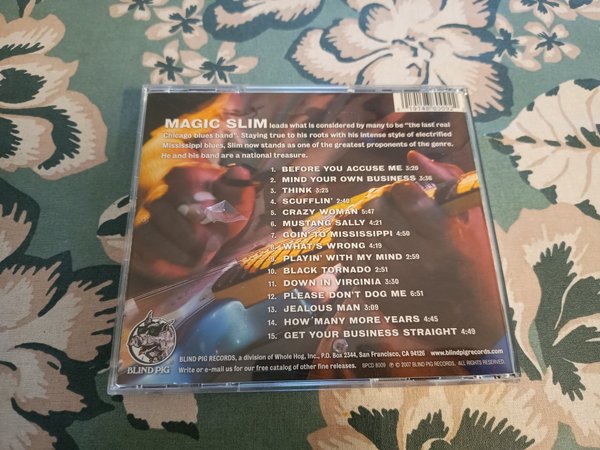 MAGIC SLIM leads what is considered by many to be "the last real
Chicago blues band". Staying true to his roots with his intense style of electrified
Mississippi blues, Slim now stands as one of the greatest proponents of the genre.
He and his band are a national treasure.
1. BEFORE YOU ACCUSE ME 3:20
2. MIND YOUR OWN BUSINESS 3:36
3. THINK 3:25
4. SCUFFLIN' 2:40
5. CRAZY WOMAN 5:47
6. MUSTANG SALLY 4:21
7. GOIN' TO MISSISSIPPI 4:50
8. WHAT'S WRONG 4:19
9. PLAYIN' WITH MY MIND 2:59
10. BLACK TORNADO 2:51
11. DOWN IN VIRGINIA 3:30
12. PLEASE DON'T DOG ME 6:51
13. JEALOUS MAN 3:09
14. HOW MANY MORE YEARS 4:45
15. GET YOUR BUSINESS STRAIGHT 4:49
BLIND PIG
BLIND PIG RECORDS, a division of Whole Hog, Inc., P.O. Box 2344, San Francisco, CA 94126 www.blindpigrecords.com
Write or e-mail us for our free catalog of other fine releases. BPCD 8009 ℗ © 2007 BLIND PIG RECORDS. ALL RIGHTS RESERVED.